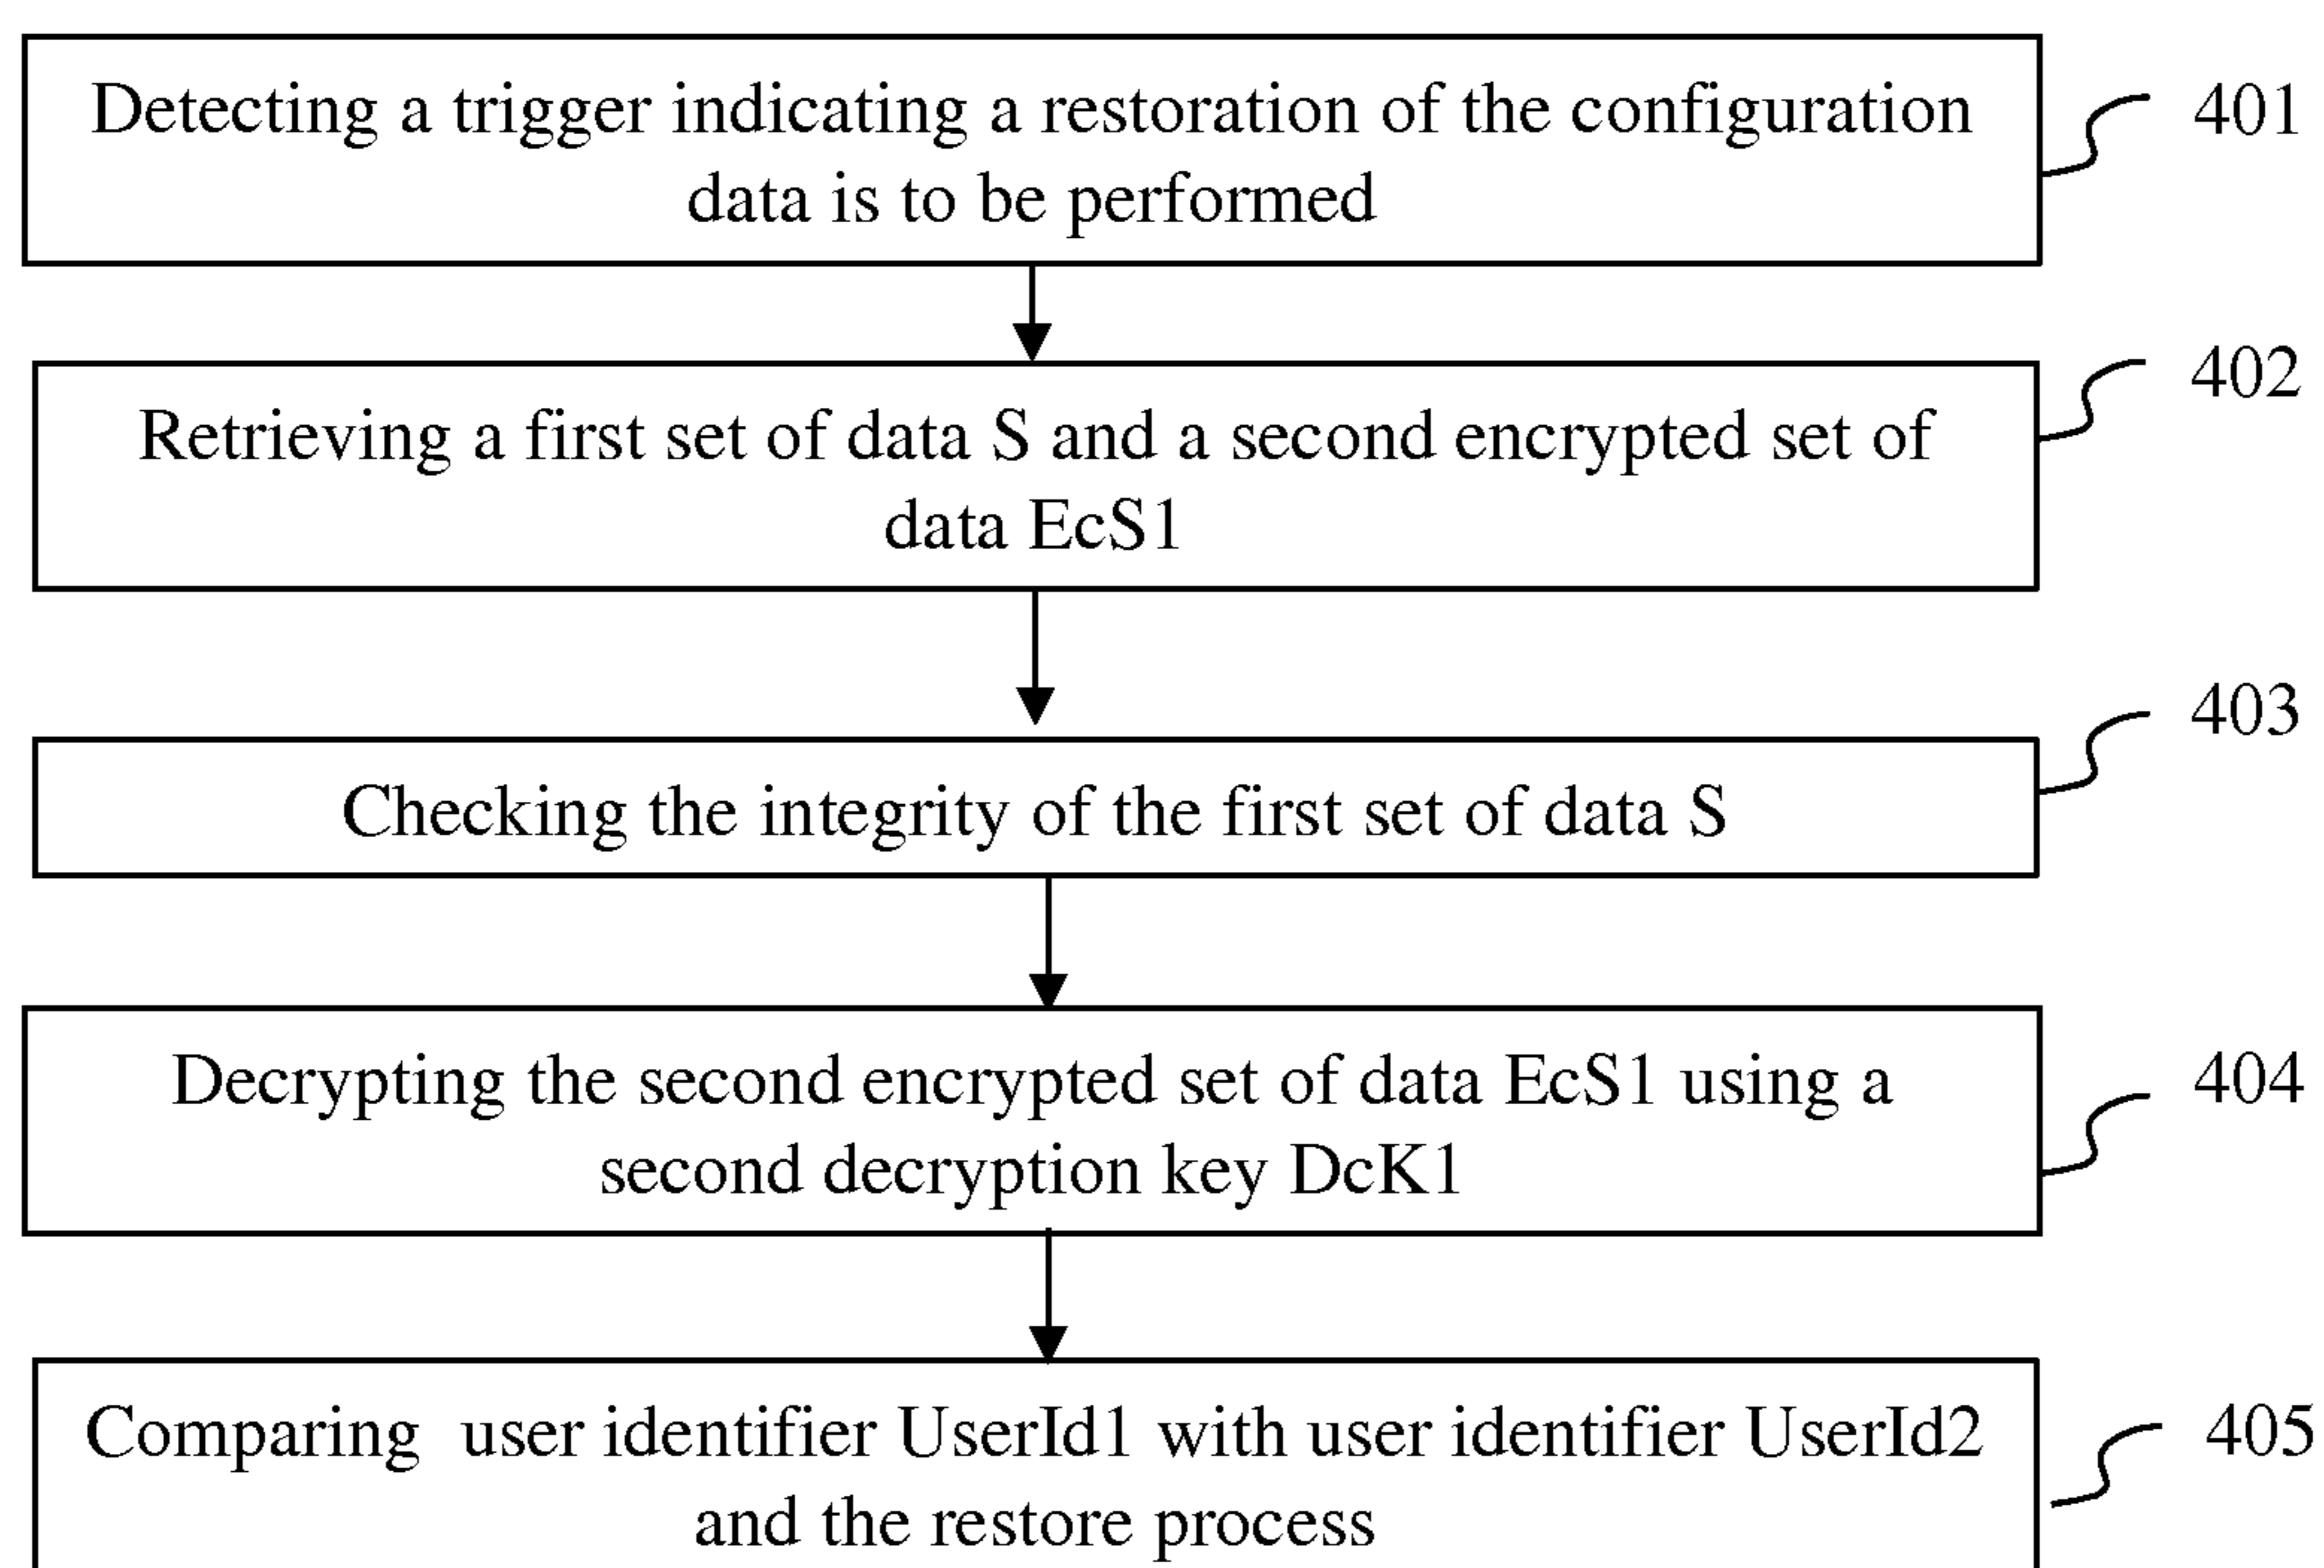 Detecting a trigger indicating a restoration of the configuration
data is to be performed
401
Retrieving a first set of data S and a second encrypted set of
data EcS1
402
Checking the integrity of the first set of data S
403
Decrypting the second encrypted set of data EcS1 using a
second decryption key DcK1
404
Comparing user identifier UserId1 with user identifier UserId2
and the restore process
405